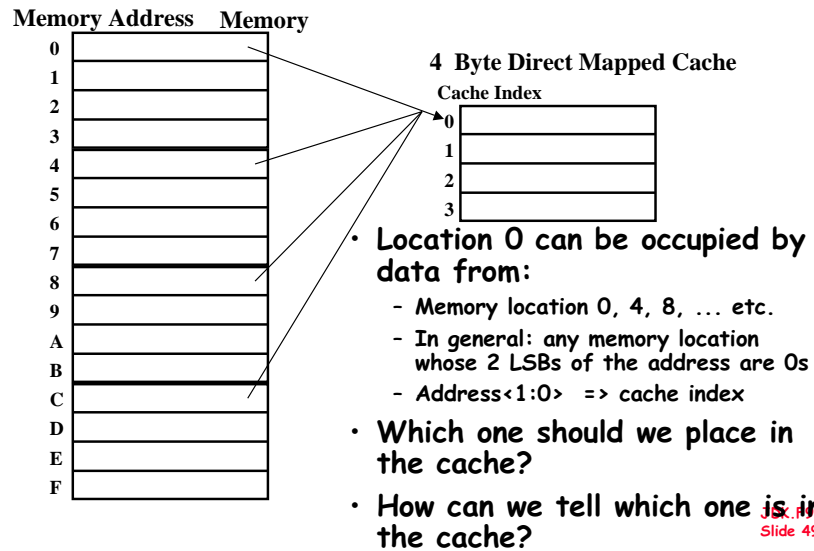 Memory Address Memory
0
1
2
3
4
5
6
7
8
9
A
B
C
D
E
F
4 Byte Direct Mapped Cache
Cache Index
0
1
2
3
• Location 0 can be occupied by
data from:
– Memory location 0, 4, 8, ... etc.
– In general: any memory location
whose 2 LSBs of the address are 0s
– Address<1:0> => cache index
• Which one should we place in
the cache?
• How can we tell which one is in
the cache?
Slide 49